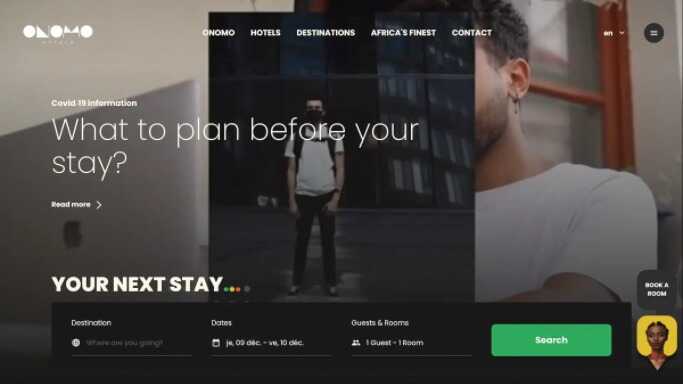 ONOMO
HOTELS
ONOMO HOTELS DESTINATIONS AFRICA'S FINEST CONTACT
en
Covid-19 Information
What to plan before your
stay?
Read more
YOUR NEXT STAY...
BOOK A
ROOM
Destination Dates Guests & Rooms
Where are you going? je, 09 déc. - ve, 10 déc. 1 Guest - 1 Room
Search